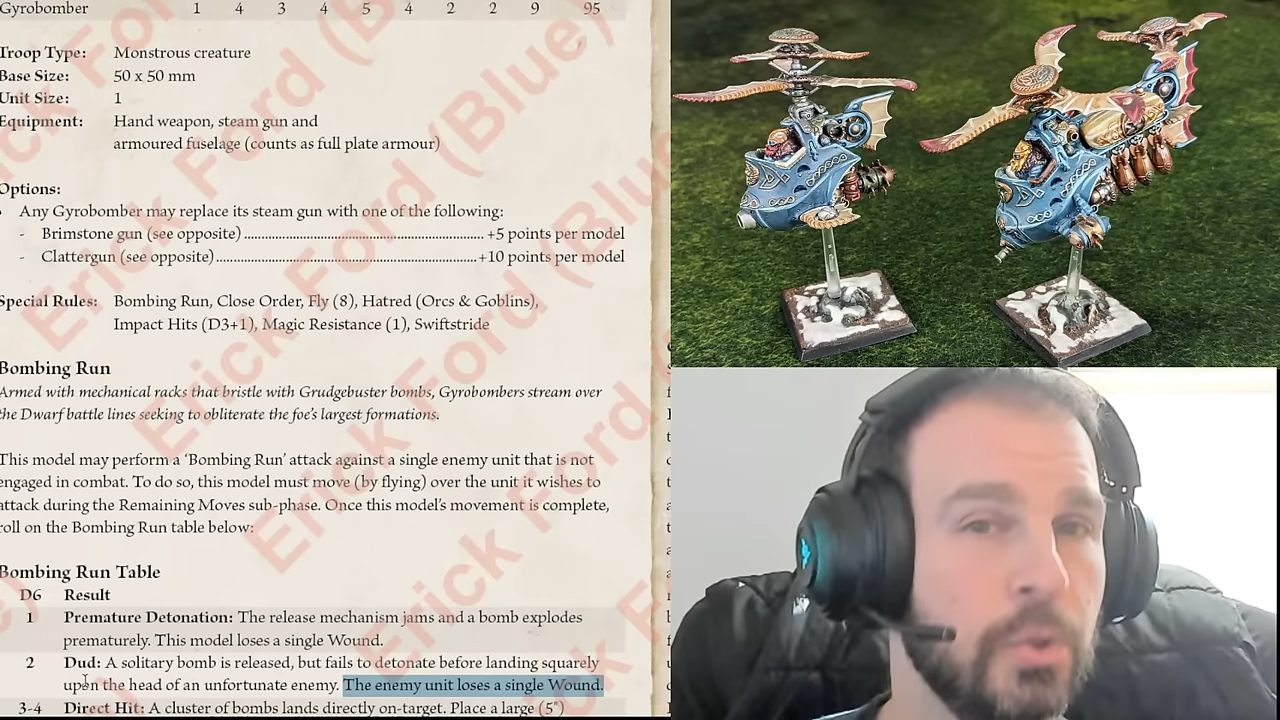 Gyrobomber 1 4 3 4 5 4 2 2 9 95
Troop Type: Monstrous creature
Base Size: 50 x 50 mm
Unit Size: 1
Equipment: Hand weapon, steam gun and
armoured fuselage (counts as full plate armour)
Options:
Any Gyrobomber may replace its steam gun with one of the following:
- Brimstone gun (see opposite) ........ +5 points per model
- Clattergun (see opposite) ........ +10 points per model
Special Rules: Bombing Run, Close Order, Fly (8), Hatred (Orcs & Goblins),
Impact Hits (D3+1), Magic Resistance (1), Swiftstride
Bombing Run
Armed with mechanical racks that bristle with Grudgebuster bombs, Gyrobombers stream over
the Dwarf battle lines seeking to obliterate the foe's largest formations.
This model may perform a 'Bombing Run' attack against a single enemy unit that is not
engaged in combat. To do so, this model must move (by flying) over the unit it wishes to
attack during the Remaining Moves sub-phase. Once this model's movement is complete,
roll on the Bombing Run table below:
Bombing Run Table
D6 Result
1 Premature Detonation: The release mechanism jams and a bomb explodes
prematurely. This model loses a single Wound.
2 Dud: A solitary bomb is released, but fails to detonate before landing squarely
upon the head of an unfortunate enemy. The enemy unit loses a single Wound.
3-4 Direct Hit: A cluster of bombs lands directly on-target. Place a large (5")
Erick Ford (Blue)